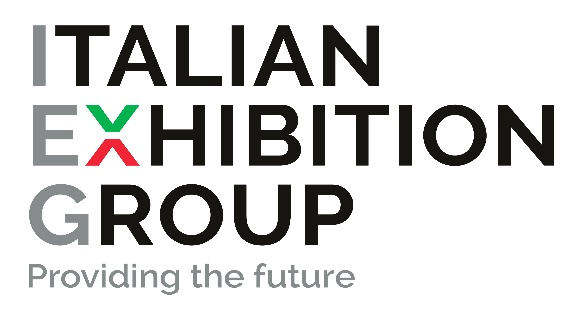 ITALIAN
EXHIBITION
GROUP
Providing the future